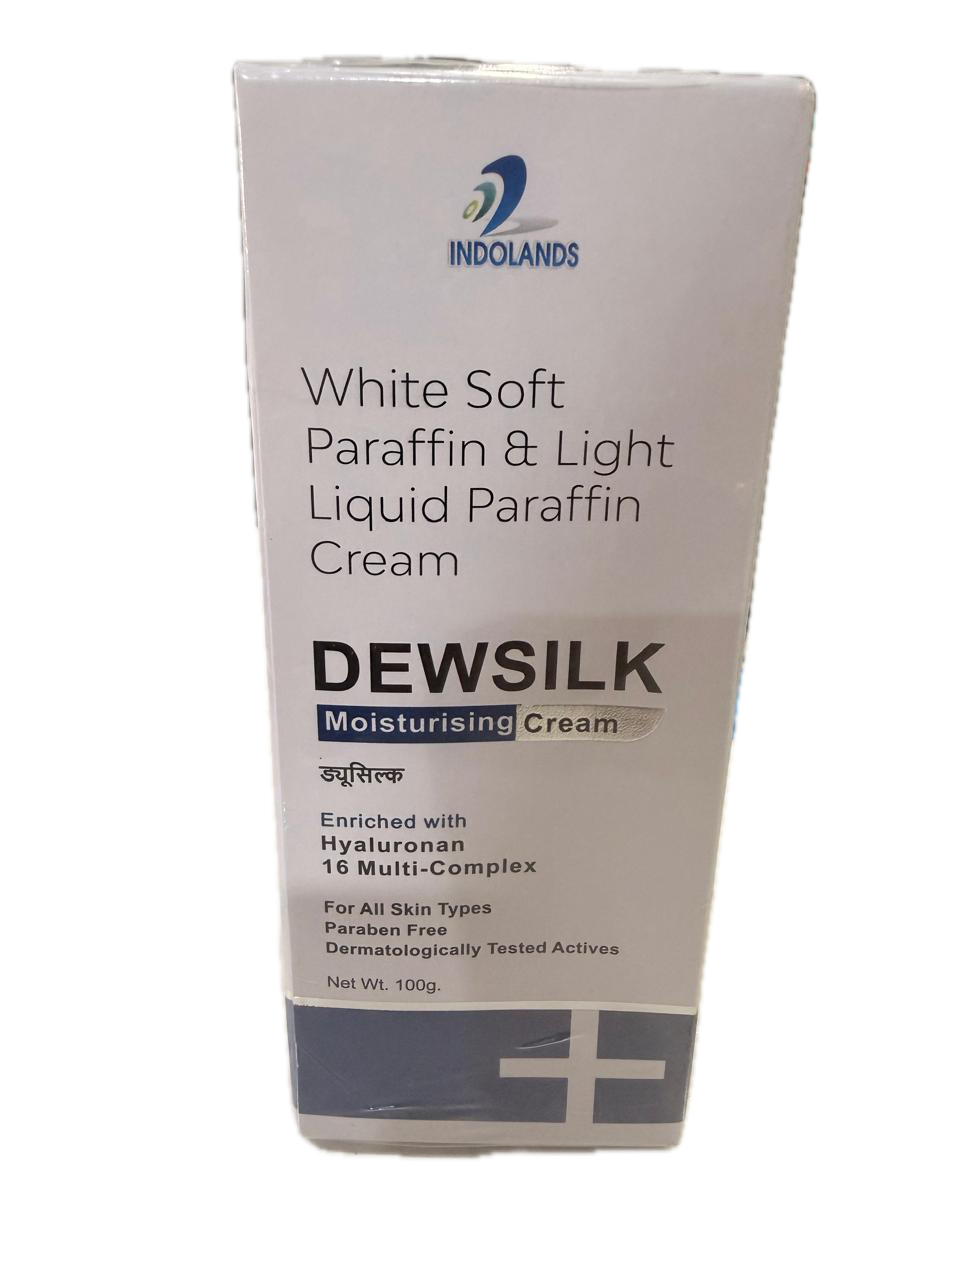 INDOLANDS
White Soft
Paraffin & Light
Liquid Paraffin
Cream
DEWSILK
Moisturising Cream
ड्यूसिल्क
Enriched with
Hyaluronan
16 Multi-Complex
For All Skin Types
Paraben Free
Dermatologically Tested Actives
Net Wt. 100g.